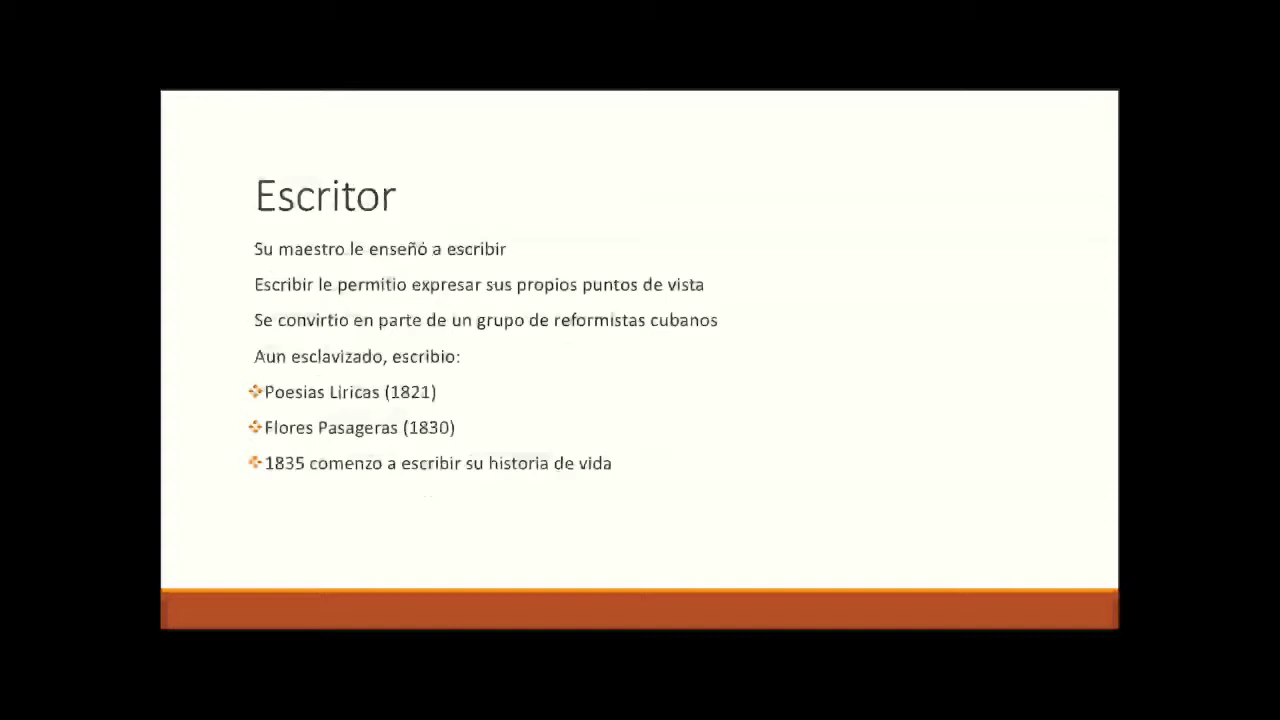 Escritor
Su maestro le enseñó a escribir
Escribir le permitio expresar sus propios puntos de vista
Se convirtio en parte de un grupo de reformistas cubanos
Aun esclavizado, escribio:
Poesias Liricas (1821)
Flores Pasageras (1830)
1835 comenzo a escribir su historia de vida